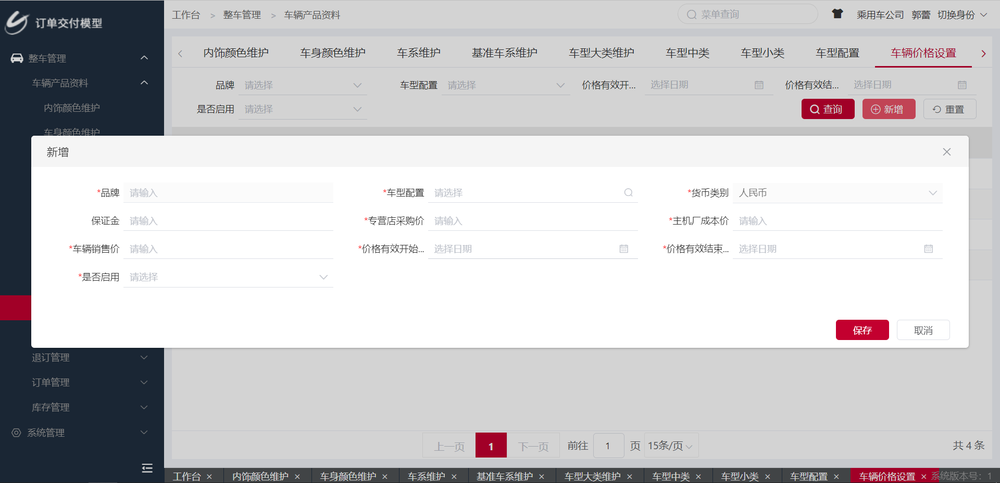 订单交付模型
工作台 > 整车管理 > 车辆产品资料
菜单查询
乘用车公司 郭蕾 切换身份
整车管理
车辆产品资料
内饰颜色维护
车身颜色维护
内饰颜色维护 车身颜色维护 车系维护 基准车系维护 车型大类维护 车型中类 车型小类 车型配置 车辆价格设置
品牌 请选择 车型配置 请选择 价格有效开... 选择日期 价格有效结... 选择日期
是否启用 请选择 查询 新增 重置
新增
*品牌 请输入 *车型配置 请选择 *货币类别 人民币
保证金 请输入 *专营店采购价 请输入 *主机厂成本价 请输入
*车辆销售价 请输入 *价格有效开始... 选择日期 *价格有效结束... 选择日期
*是否启用 请选择
保存 取消
退订管理
订单管理
库存管理
系统管理
上一页 1 下一页 前往 1 页 15条/页 共 4 条
工作台 × 内饰颜色维护 × 车身颜色维护 × 车系维护 × 基准车系维护 × 车型大类维护 × 车型中类 × 车型小类 × 车型配置 × 车辆价格设置 × 系统版本号：1